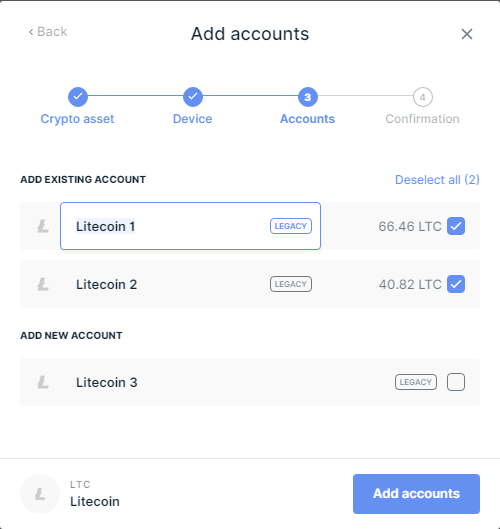 ‹ Back
Add accounts
3
4
Crypto asset
Device
Accounts
Confirmation
ADD EXISTING ACCOUNT
Deselect all (2)
Litecoin 1 LEGACY 66.46 LTC
Litecoin 2 LEGACY 40.82 LTC
ADD NEW ACCOUNT
Litecoin 3 LEGACY
LTC
Litecoin
Add accounts